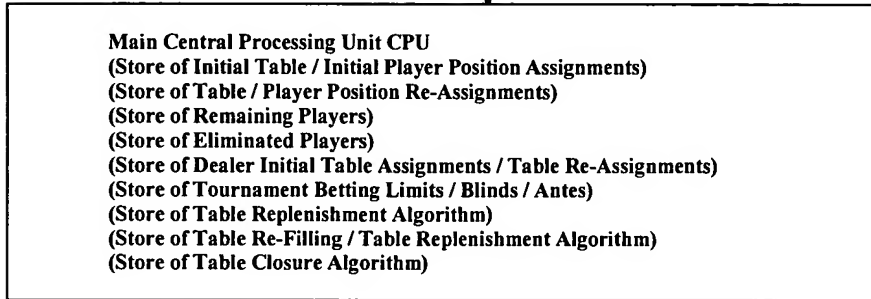 Main Central Processing Unit CPU
(Store of Initial Table / Initial Player Position Assignments)
(Store of Table / Player Position Re-Assignments)
(Store of Remaining Players)
(Store of Eliminated Players)
(Store of Dealer Initial Table Assignments / Table Re-Assignments)
(Store of Tournament Betting Limits / Blinds / Antes)
(Store of Table Replenishment Algorithm)
(Store of Table Re-Filling / Table Replenishment Algorithm)
(Store of Table Closure Algorithm)